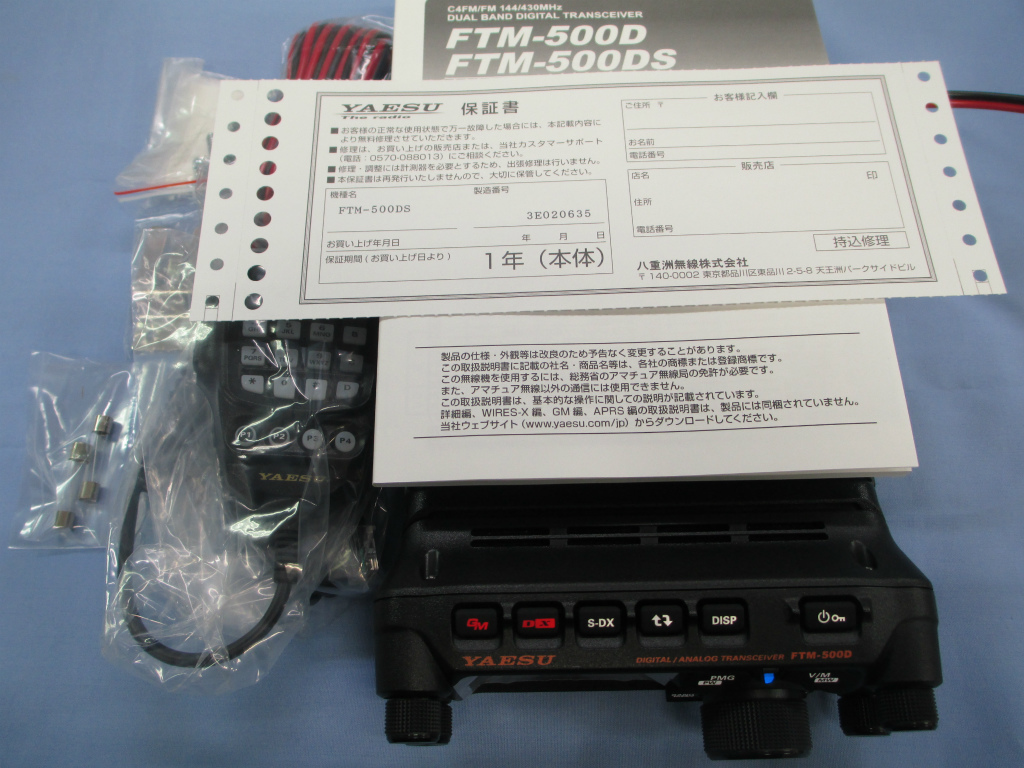 C4FM/FM 144/430MHz
DUAL BAND DIGITAL TRANSCEIVER
FTM-500D
FTM-500DS
YAESU
The radio
保証書
■お客様の正常な使用状態で万一故障した場合には、本記載内容に
より無料修理させていただきます。
■修理は、お買い上げの販売店または、当社カスタマーサポート
(電話:0570-088013)にご相談ください。
■修理・調整には計測器を必要とするため、出張修理は行いません。
■本保証書は再発行いたしませんので、大切に保管してください。
機種名
製造番号
FTM-500DS
3E020635
お買い上げ年月日
年 月 日
保証期間(お買い上げ日より)
1年(本体)
お客様記入欄
ご住所 〒
お名前
電話番号
販売店
店名
印
住所
電話番号
持込修理
八重洲無線株式会社
〒140-0002 東京都品川区東品川2-5-8 天王洲パークサイドビル
製品の仕様・外観等は改良のため予告なく変更することがあります。
この取扱説明書に記載の社名・商品名等は、各社の商標または登録商標です。
この無線機を使用するには、総務省のアマチュア無線局の免許が必要です。
また、アマチュア無線以外の通信には使用できません。
この取扱説明書は、基本的な操作に関しての説明が記載されています。
詳細編、WIRES-X 編、GM 編、APRS 編の取扱説明書は、製品には同梱されていません。
当社ウェブサイト(www.yaesu.com/jp)からダウンロードしてください。
PQRS
*
D
P1
P2
P3
P4
YAESU
GM
DX
S-DX
DISP
YAESU
DIGITAL / ANALOG TRANSCEIVER FTM-500D
PMG
PW
V/M
MW